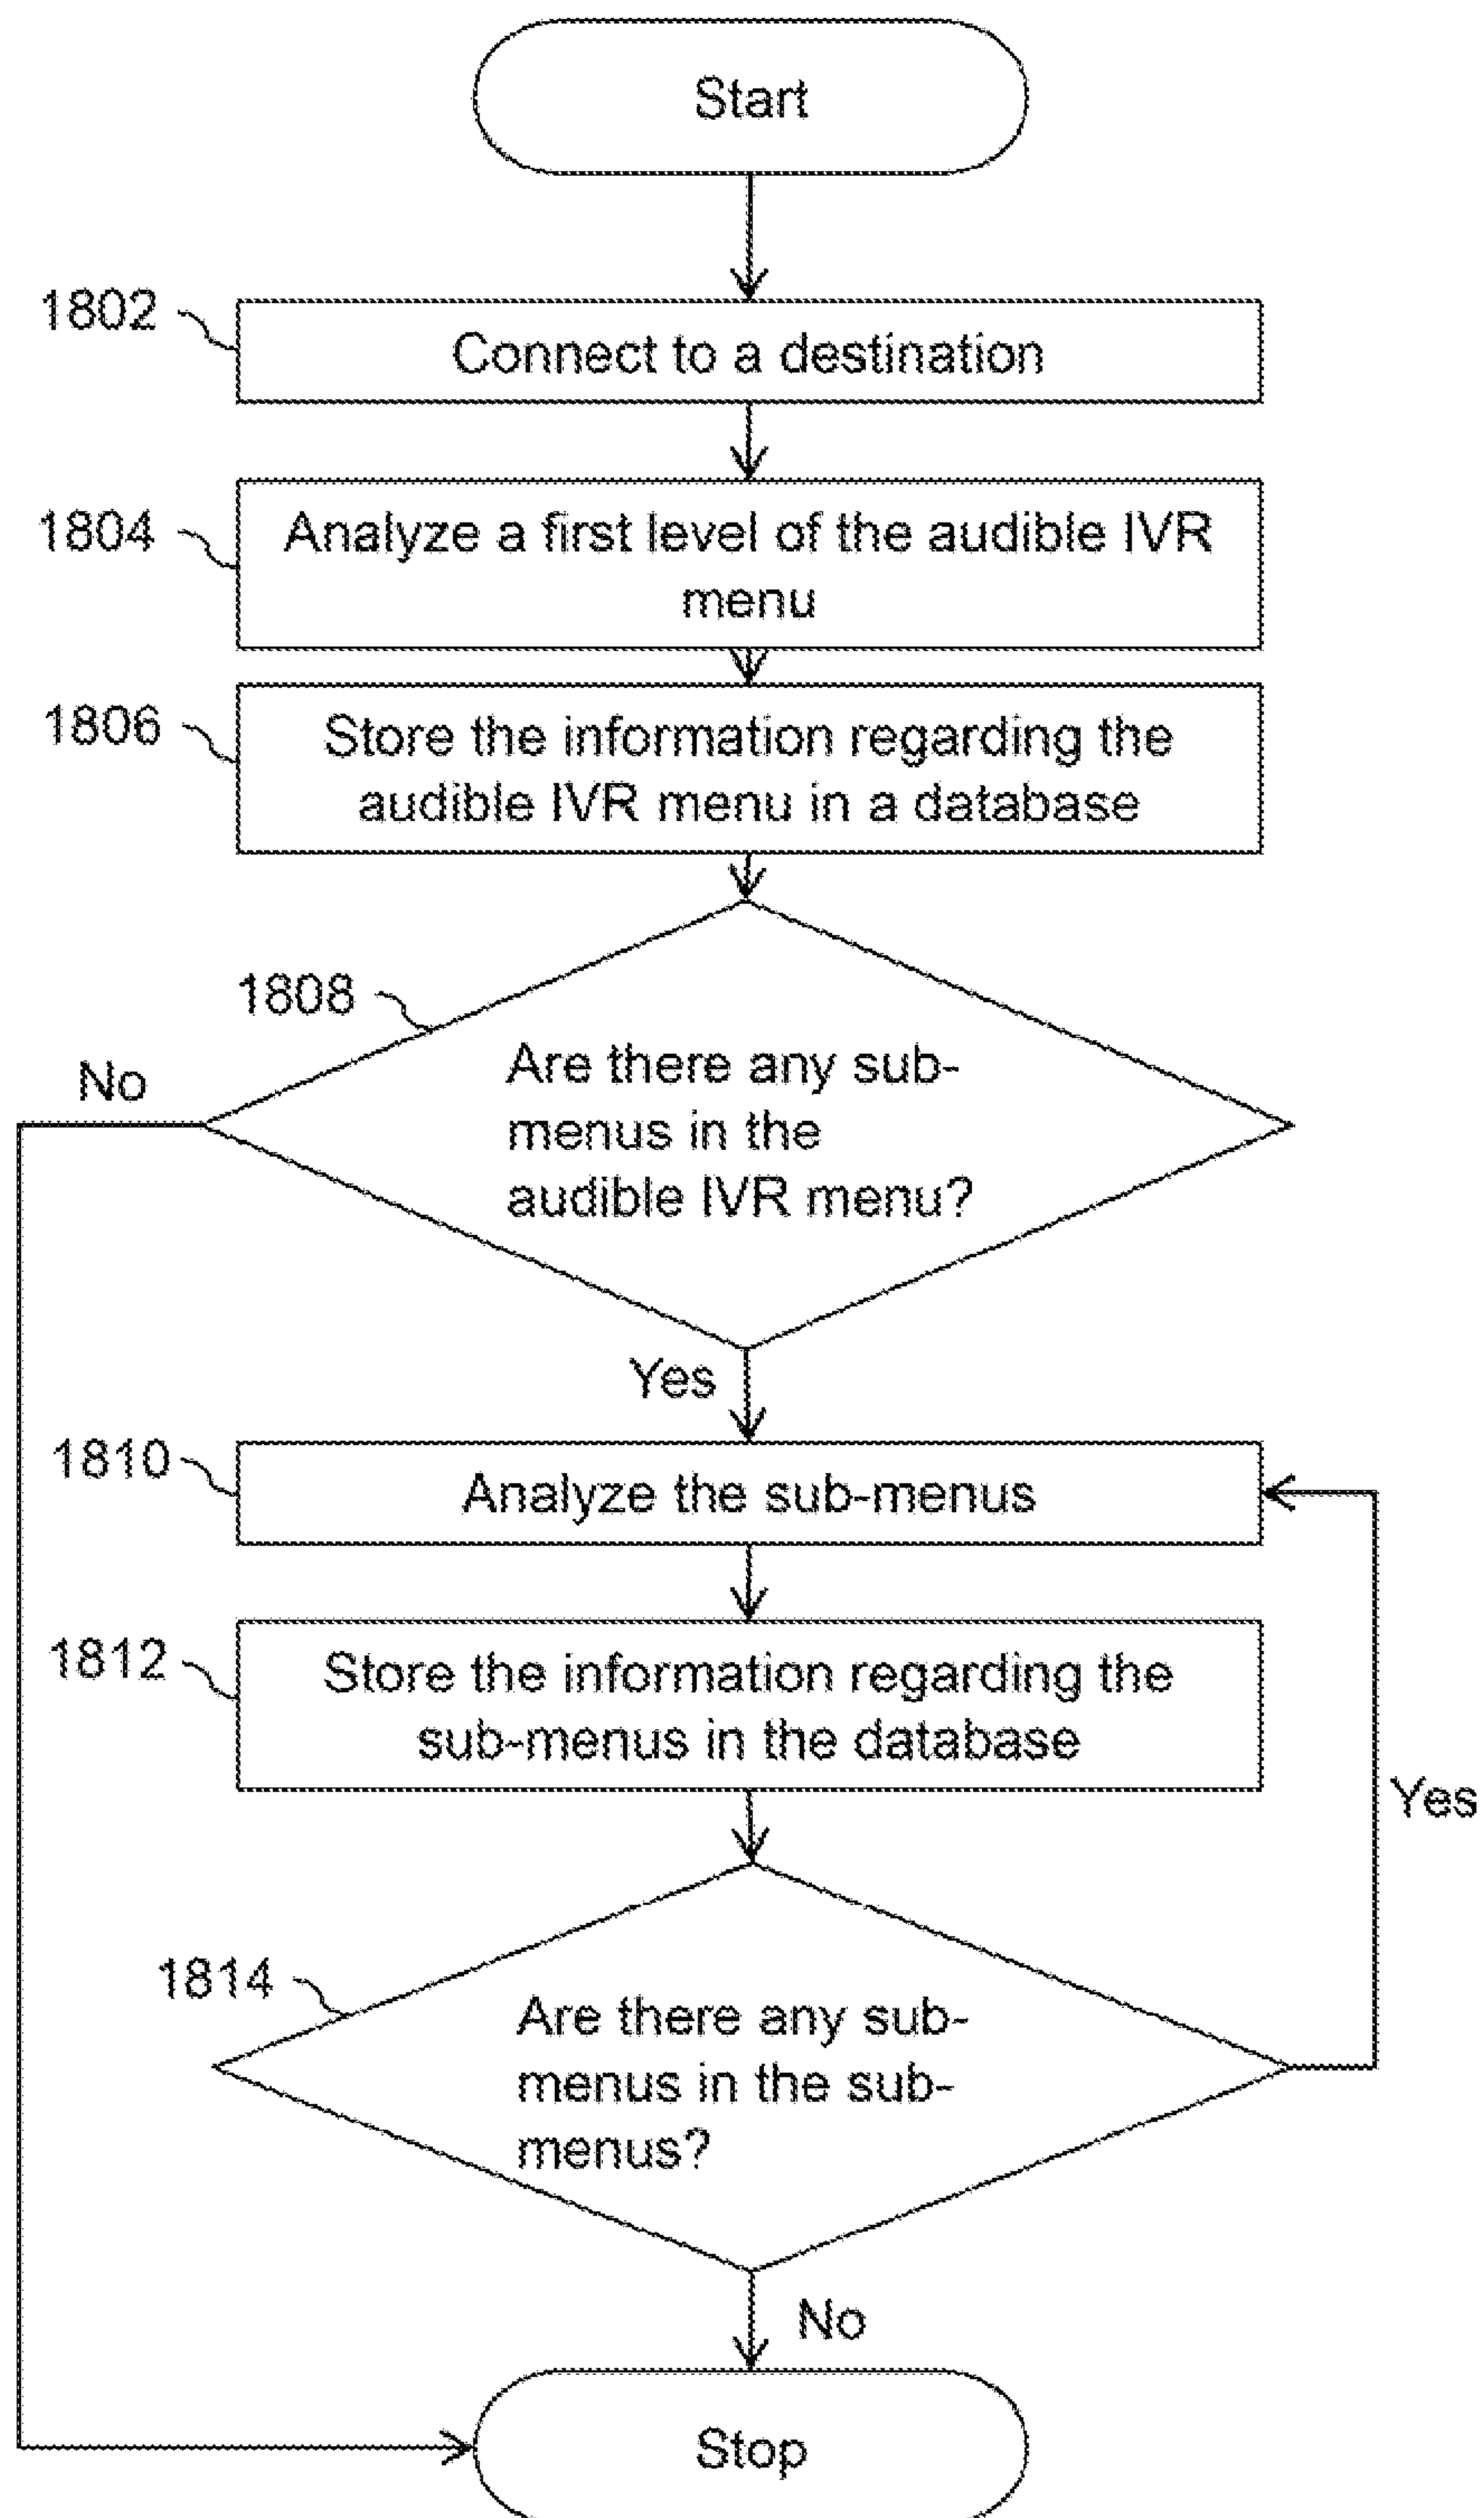 Start
1802
Connect to a destination
1804
Analyze a first level of the audible IVR
menu
1806
Store the information regarding the
audible IVR menu in a database
1808
Are there any sub-
menus in the
audible IVR menu?
No
Yes
1810
Analyze the sub-menus
1812
Store the information regarding the
sub-menus in the database
Yes
1814
Are there any sub-
menus in the sub-
menus?
No
Stop